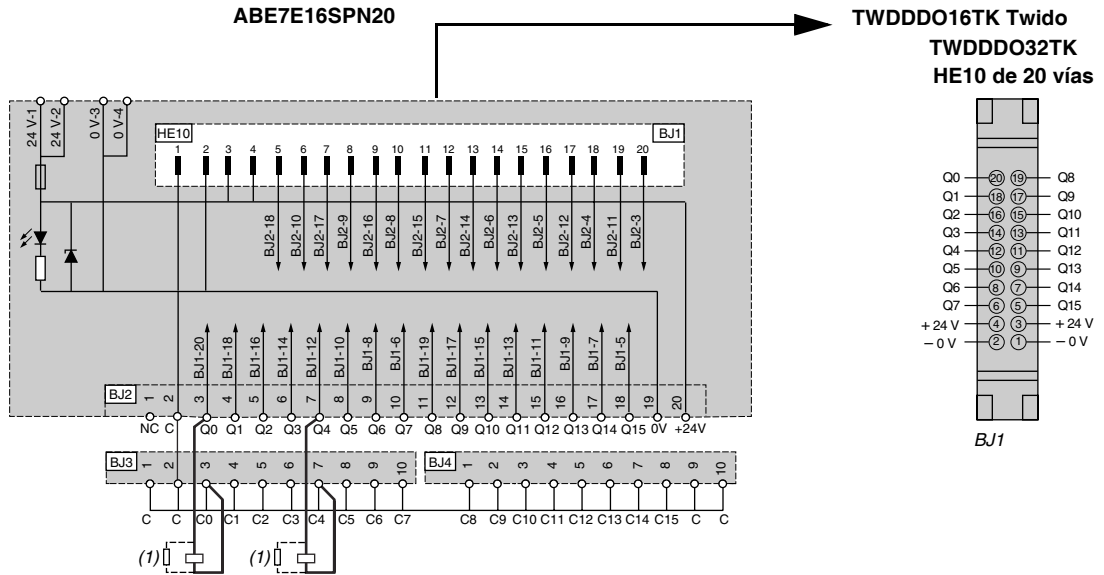 ABE7E16SPN20
TWDDDO16TK Twido
TWDDDO32TK
HE10 de 20 vías
24 V-1
24 V-2
0 V-3
0 V-4
HE10
BJ1
1 2 3 4 5 6 7 8 9 10 11 12 13 14 15 16 17 18 19 20
BJ2-18
BJ2-10
BJ2-17
BJ2-9
BJ2-16
BJ2-8
BJ2-15
BJ2-7
BJ2-14
BJ2-6
BJ2-13
BJ2-5
BJ2-12
BJ2-4
BJ2-11
BJ2-3
BJ1-20
BJ1-18
BJ1-16
BJ1-14
BJ1-12
BJ1-10
BJ1-8
BJ1-6
BJ1-19
BJ1-17
BJ1-15
BJ1-13
BJ1-11
BJ1-9
BJ1-7
BJ1-5
BJ2
1 2 3 4 5 6 7 8 9 10 11 12 13 14 15 16 17 18 19 20
NC C Q0 Q1 Q2 Q3 Q4 Q5 Q6 Q7 Q8 Q9 Q10 Q11 Q12 Q13 Q14 Q15 0V +24V
BJ3
1 2 3 4 5 6 7 8 9 10
BJ4
1 2 3 4 5 6 7 8 9 10
C C C0 C1 C2 C3 C4 C5 C6 C7
C8 C9 C10 C11 C12 C13 C14 C15 C C
(1)
(1)
Q0 20 19 Q8
Q1 18 17 Q9
Q2 16 15 Q10
Q3 14 13 Q11
Q4 12 11 Q12
Q5 10 9 Q13
Q6 8 7 Q14
Q7 6 5 Q15
+ 24 V 4 3 + 24 V
– 0 V 2 1 – 0 V
BJ1